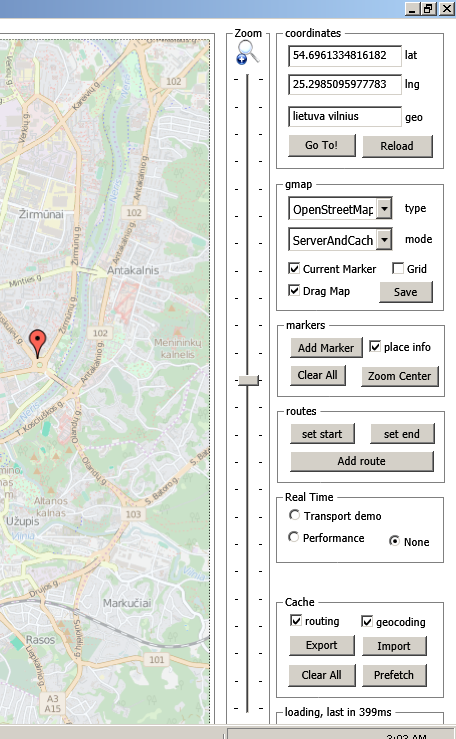 Zoom
coordinates
54.6961334816182 lat
25.2985095977783 lng
lietuva vilnius geo
Go To! Reload
gmap
OpenStreetMap type
ServerAndCach mode
Current Marker Grid
Drag Map Save
markers
Add Marker place info
Clear All Zoom Center
routes
set start set end
Add route
Real Time
Transport demo
Performance None
Cache
routing geocoding
Export Import
Clear All Prefetch
loading, last in 399ms
Kareivių g.
102
Verkių g.
Žirmūnai
Antakalnio g.
Žirmūnų g.
102
Antakalnis
Minties g.
Žirmūnų g.
102
Menininkų
kalnelis
Antakalnio g.
T. Kosciuškos g.
Olandų g.
Olandų g.
S. Batoro g.
103
Altanos
kalnas
Užupis
Drujos g.
Markučiai
Rasos
101
A3
A15